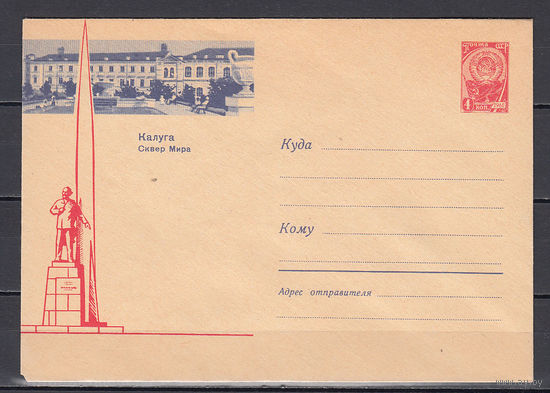 ПОЧТА СССР
4
КОП.
Калуга
Сквер Мира
Куда
Кому
Адрес отправителя